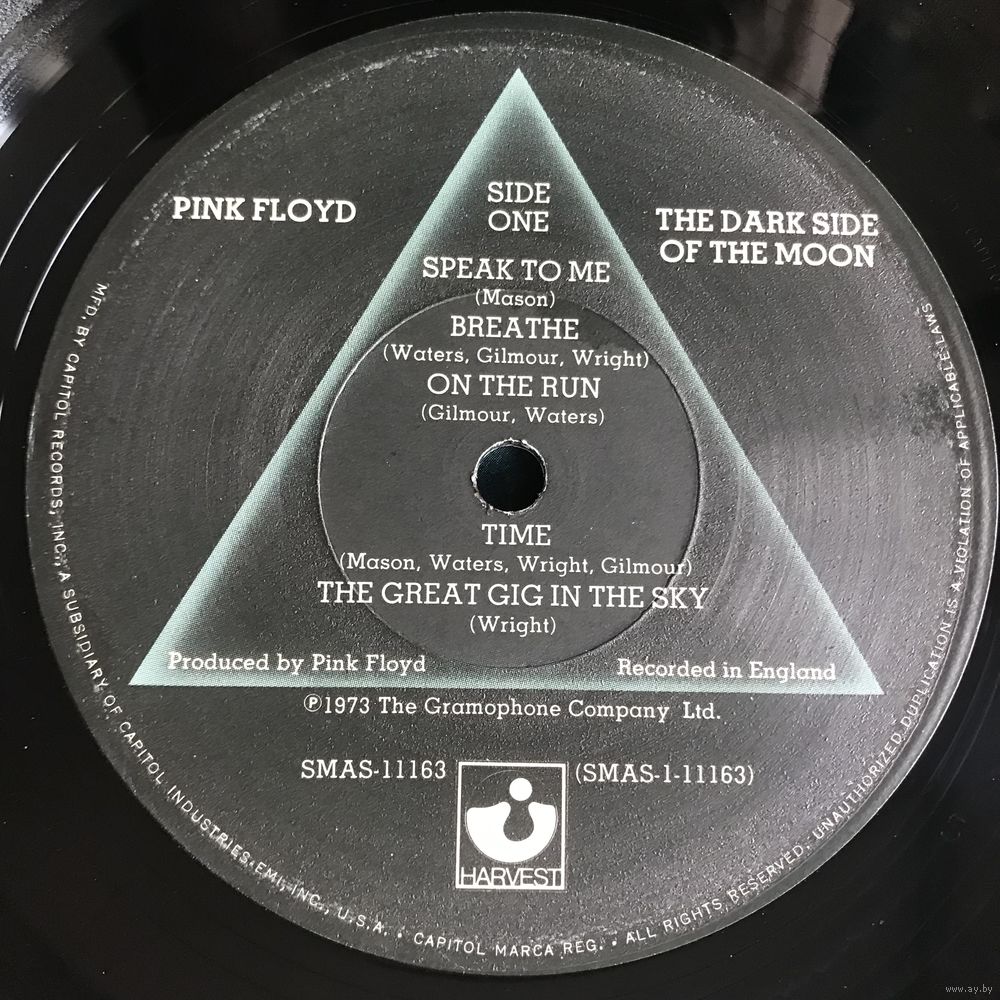 SIDE
ONE
PINK FLOYD
THE DARK SIDE
OF THE MOON
SPEAK TO ME
(Mason)
BREATHE
(Waters, Gilmour, Wright)
ON THE RUN
(Gilmour, Waters)
TIME
(Mason, Waters, Wright, Gilmour)
THE GREAT GIG IN THE SKY
(Wright)
Produced by Pink Floyd
Recorded in England
℗1973 The Gramophone Company Ltd.
SMAS-11163
(SMAS-1-11163)
HARVEST
MFD. BY CAPITOL RECORDS, INC., A SUBSIDIARY OF CAPITOL INDUSTRIES-EMI, INC., U.S.A. • CAPITOL MARCA REG. • ALL RIGHTS RESERVED. UNAUTHORIZED DUPLICATION IS A VIOLATION OF APPLICABLE LAWS.
www.ay.by